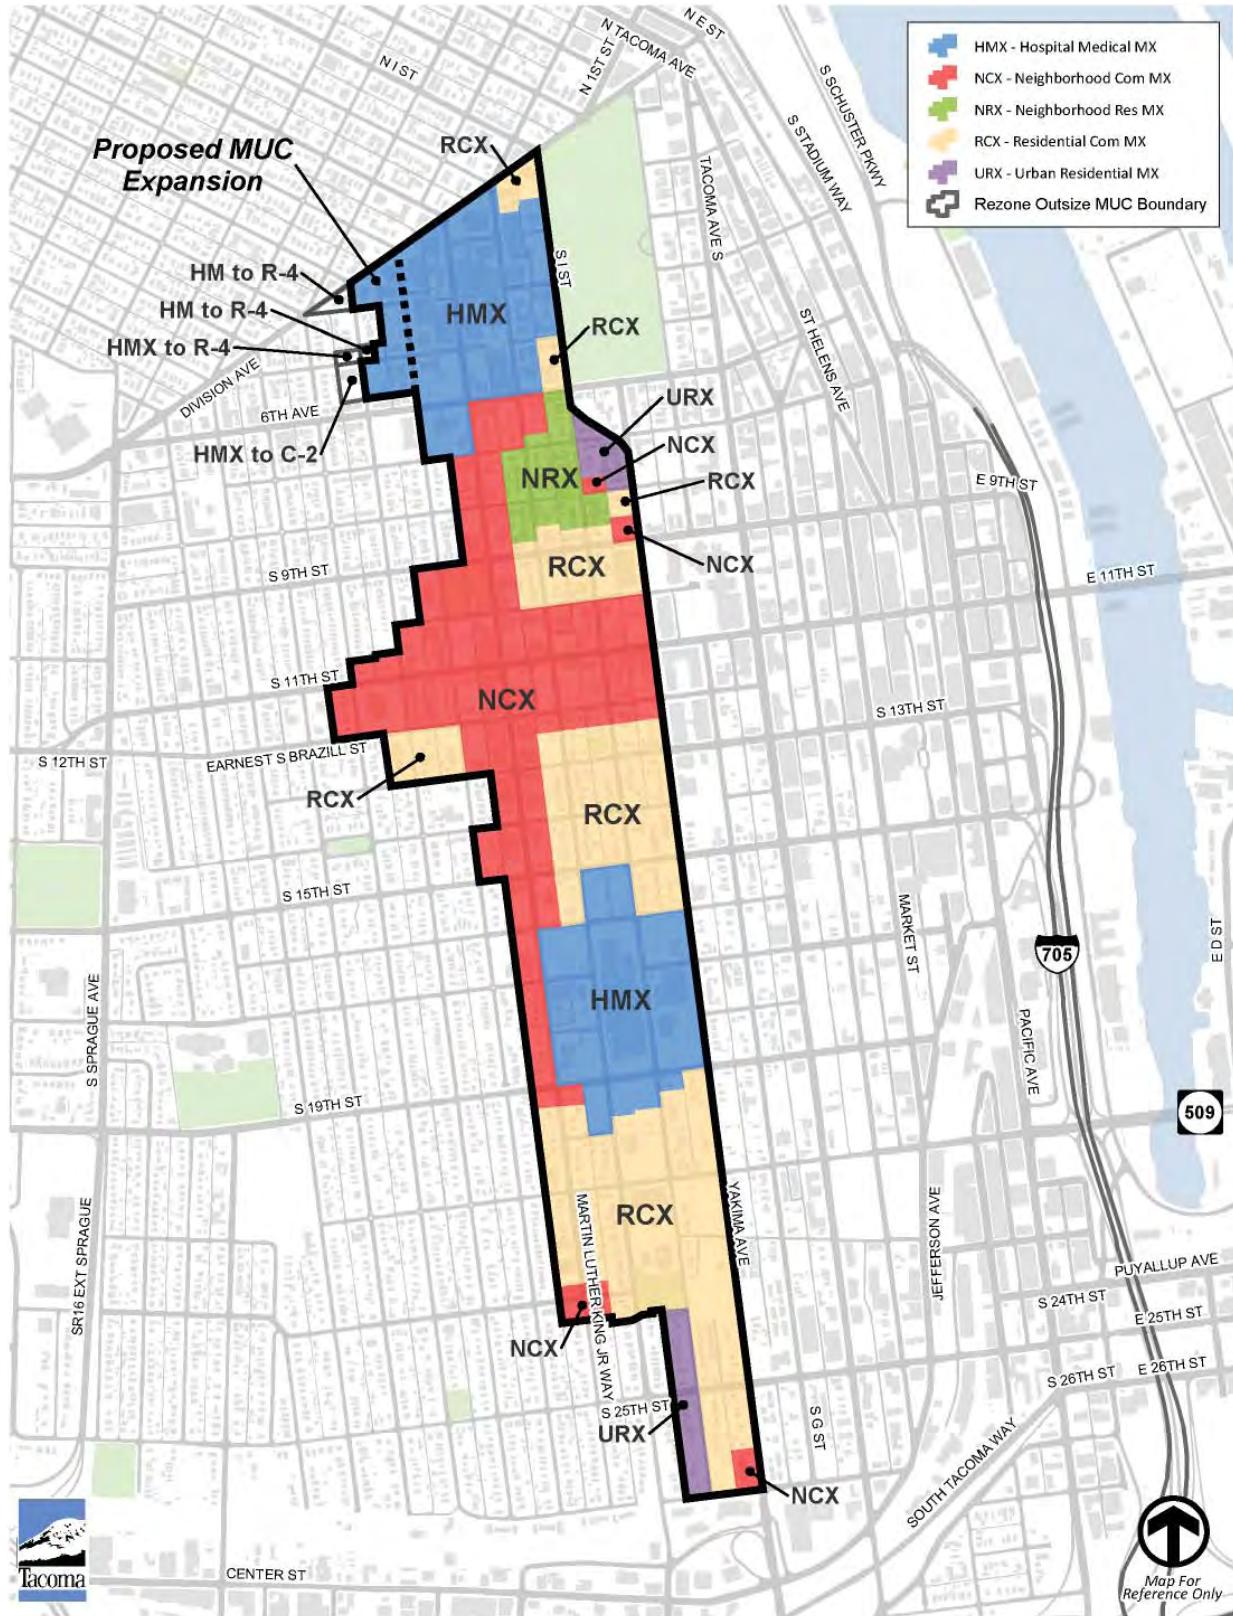 N E ST
N TACOMA AVE
N 1ST ST
N I ST
S SCHUSTER PKWY
S STADIUM WAY
HMX - Hospital Medical MX
NCX - Neighborhood Com MX
NRX - Neighborhood Res MX
RCX - Residential Com MX
URX - Urban Residential MX
Rezone Outsize MUC Boundary
Proposed MUC
Expansion
RCX
TACOMA AVE S
S I ST
HM to R-4
HM to R-4
HMX to R-4
HMX
RCX
ST HELENS AVE
DIVISION AVE
6TH AVE
HMX to C-2
URX
NCX
NRX
RCX
E 9TH ST
NCX
RCX
S 9TH ST
E 11TH ST
S 11TH ST
NCX
S 13TH ST
EARNEST S BRAZILL ST
S 12TH ST
RCX
RCX
S 15TH ST
MARKET ST
705
E D ST
HMX
S SPRAGUE AVE
PACIFIC AVE
S 19TH ST
509
RCX
YAKIMA AVE
MARTIN LUTHER KING JR WAY
JEFFERSON AVE
SR16 EXT SPRAGUE
PUYALLUP AVE
S 24TH ST
E 25TH ST
NCX
S 26TH ST
E 26TH ST
S 25TH ST
URX
S G ST
SOUTH TACOMA WAY
NCX
Tacoma
CENTER ST
Map For
Reference Only